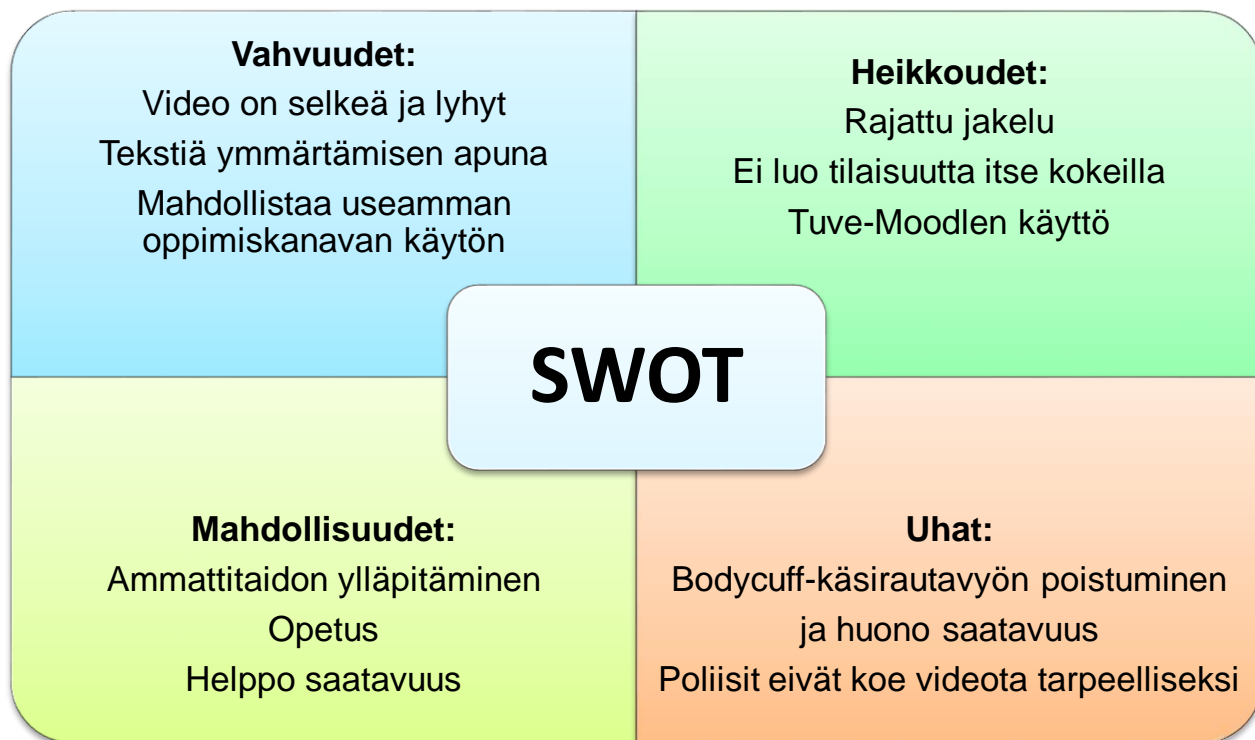 Vahvuudet:
Video on selkeä ja lyhyt
Tekstiä ymmärtämisen apuna
Mahdollistaa useamman
oppimiskanavan käytön
Heikkoudet:
Rajattu jakelu
Ei luo tilaisuutta itse kokeilla
Tuve-Moodlen käyttö
SWOT
Mahdollisuudet:
Ammattitaidon ylläpitäminen
Opetus
Helppo saatavuus
Uhat:
Bodycuff-käsirautavyön poistuminen
ja huono saatavuus
Poliisit eivät koe videota tarpeelliseksi